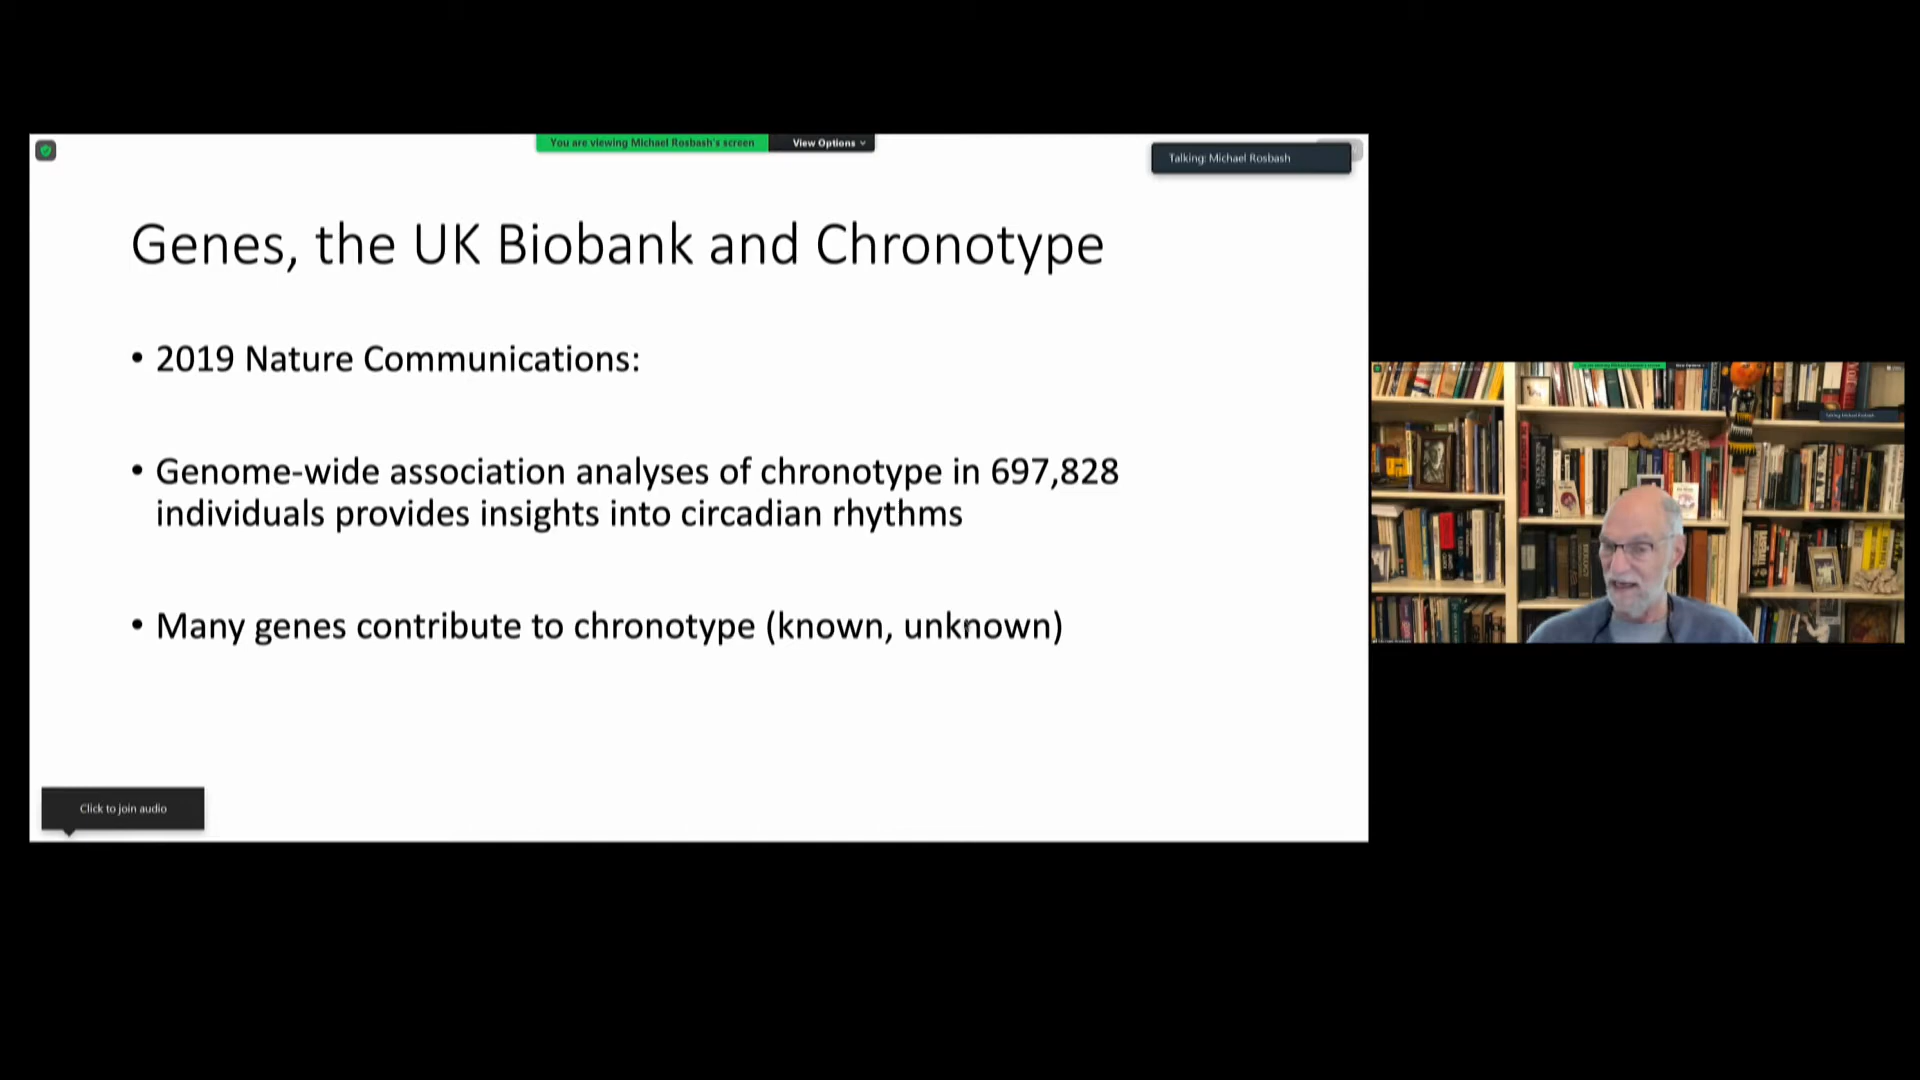 You are viewing Michael Rosbash's screen
View Options
Talking: Michael Rosbash
Genes, the UK Biobank and Chronotype
• 2019 Nature Communications:
• Genome-wide association analyses of chronotype in 697,828
individuals provides insights into circadian rhythms
• Many genes contribute to chronotype (known, unknown)
Click to join audio